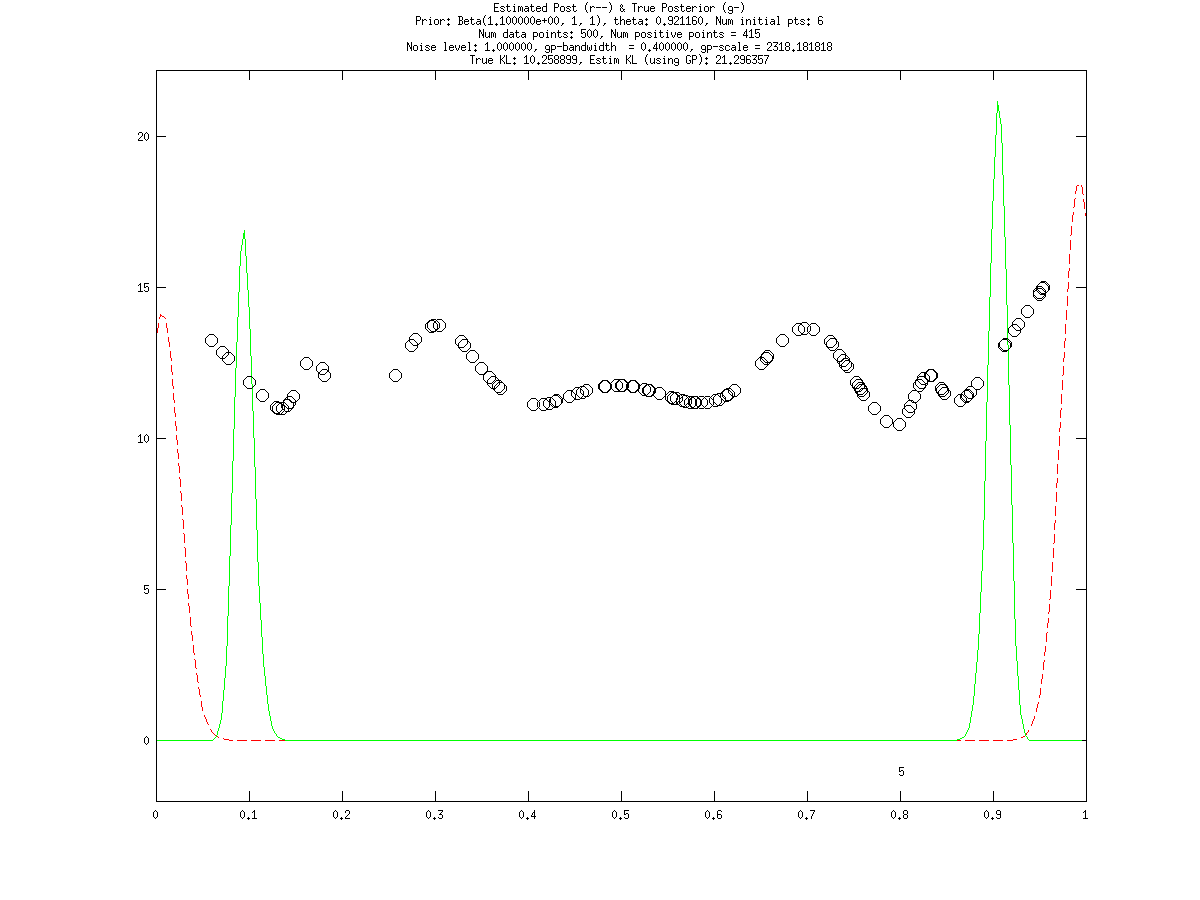 Estimated Post (r--) & True Posterior (g-)
Prior: Beta(1.100000e+00, 1, 1), theta: 0.921160, Num initial pts: 6
Num data points: 500, Num positive points = 415
Noise level: 1.000000, gp-bandwidth  = 0.400000, gp-scale = 2318.181818
True KL: 10.258899, Estim KL (using GP): 21.296357
20
15
10
5
0
5
0 0.1 0.2 0.3 0.4 0.5 0.6 0.7 0.8 0.9 1